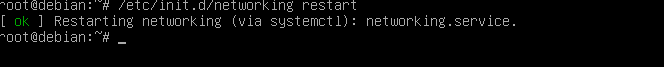 root@debian:~# /etc/init.d/networking restart
[ ok ] Restarting networking (via systemctl): networking.service.
root@debian:~# _